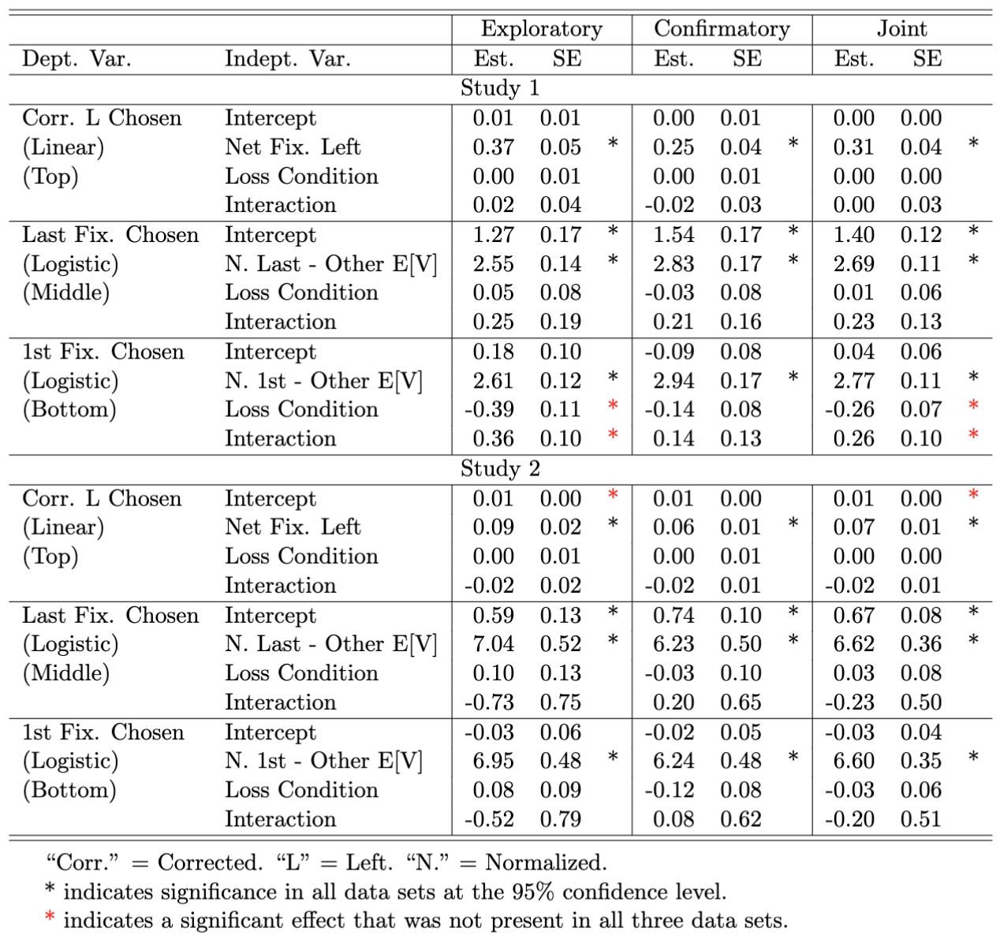 Exploratory Confirmatory Joint
Dept. Var. Indept. Var. Est. SE Est. SE Est. SE
Study 1
Corr. L Chosen Intercept 0.01 0.01 0.00 0.01 0.00 0.00
(Linear) Net Fix. Left 0.37 0.05 * 0.25 0.04 * 0.31 0.04 *
(Top) Loss Condition 0.00 0.01 0.00 0.01 0.00 0.00
Interaction 0.02 0.04 -0.02 0.03 0.00 0.03
Last Fix. Chosen Intercept 1.27 0.17 * 1.54 0.17 * 1.40 0.12 *
(Logistic) N. Last - Other E[V] 2.55 0.14 * 2.83 0.17 * 2.69 0.11 *
(Middle) Loss Condition 0.05 0.08 -0.03 0.08 0.01 0.06
Interaction 0.25 0.19 0.21 0.16 0.23 0.13
1st Fix. Chosen Intercept 0.18 0.10 -0.09 0.08 0.04 0.06
(Logistic) N. 1st - Other E[V] 2.61 0.12 * 2.94 0.17 * 2.77 0.11 *
(Bottom) Loss Condition -0.39 0.11 * -0.14 0.08 -0.26 0.07 *
Interaction 0.36 0.10 * 0.14 0.13 0.26 0.10 *
Study 2
Corr. L Chosen Intercept 0.01 0.00 * 0.01 0.00 0.01 0.00 *
(Linear) Net Fix. Left 0.09 0.02 * 0.06 0.01 * 0.07 0.01 *
(Top) Loss Condition 0.00 0.01 0.00 0.01 0.00 0.00
Interaction -0.02 0.02 -0.02 0.01 -0.02 0.01
Last Fix. Chosen Intercept 0.59 0.13 * 0.74 0.10 * 0.67 0.08 *
(Logistic) N. Last - Other E[V] 7.04 0.52 * 6.23 0.50 * 6.62 0.36 *
(Middle) Loss Condition 0.10 0.13 -0.03 0.10 0.03 0.08
Interaction -0.73 0.75 0.20 0.65 -0.23 0.50
1st Fix. Chosen Intercept -0.03 0.06 -0.02 0.05 -0.03 0.04
(Logistic) N. 1st - Other E[V] 6.95 0.48 * 6.24 0.48 * 6.60 0.35 *
(Bottom) Loss Condition 0.08 0.09 -0.12 0.08 -0.03 0.06
Interaction -0.52 0.79 0.08 0.62 -0.20 0.51
“Corr.” = Corrected. “L” = Left. “N.” = Normalized.
* indicates significance in all data sets at the 95% confidence level.
* indicates a significant effect that was not present in all three data sets.